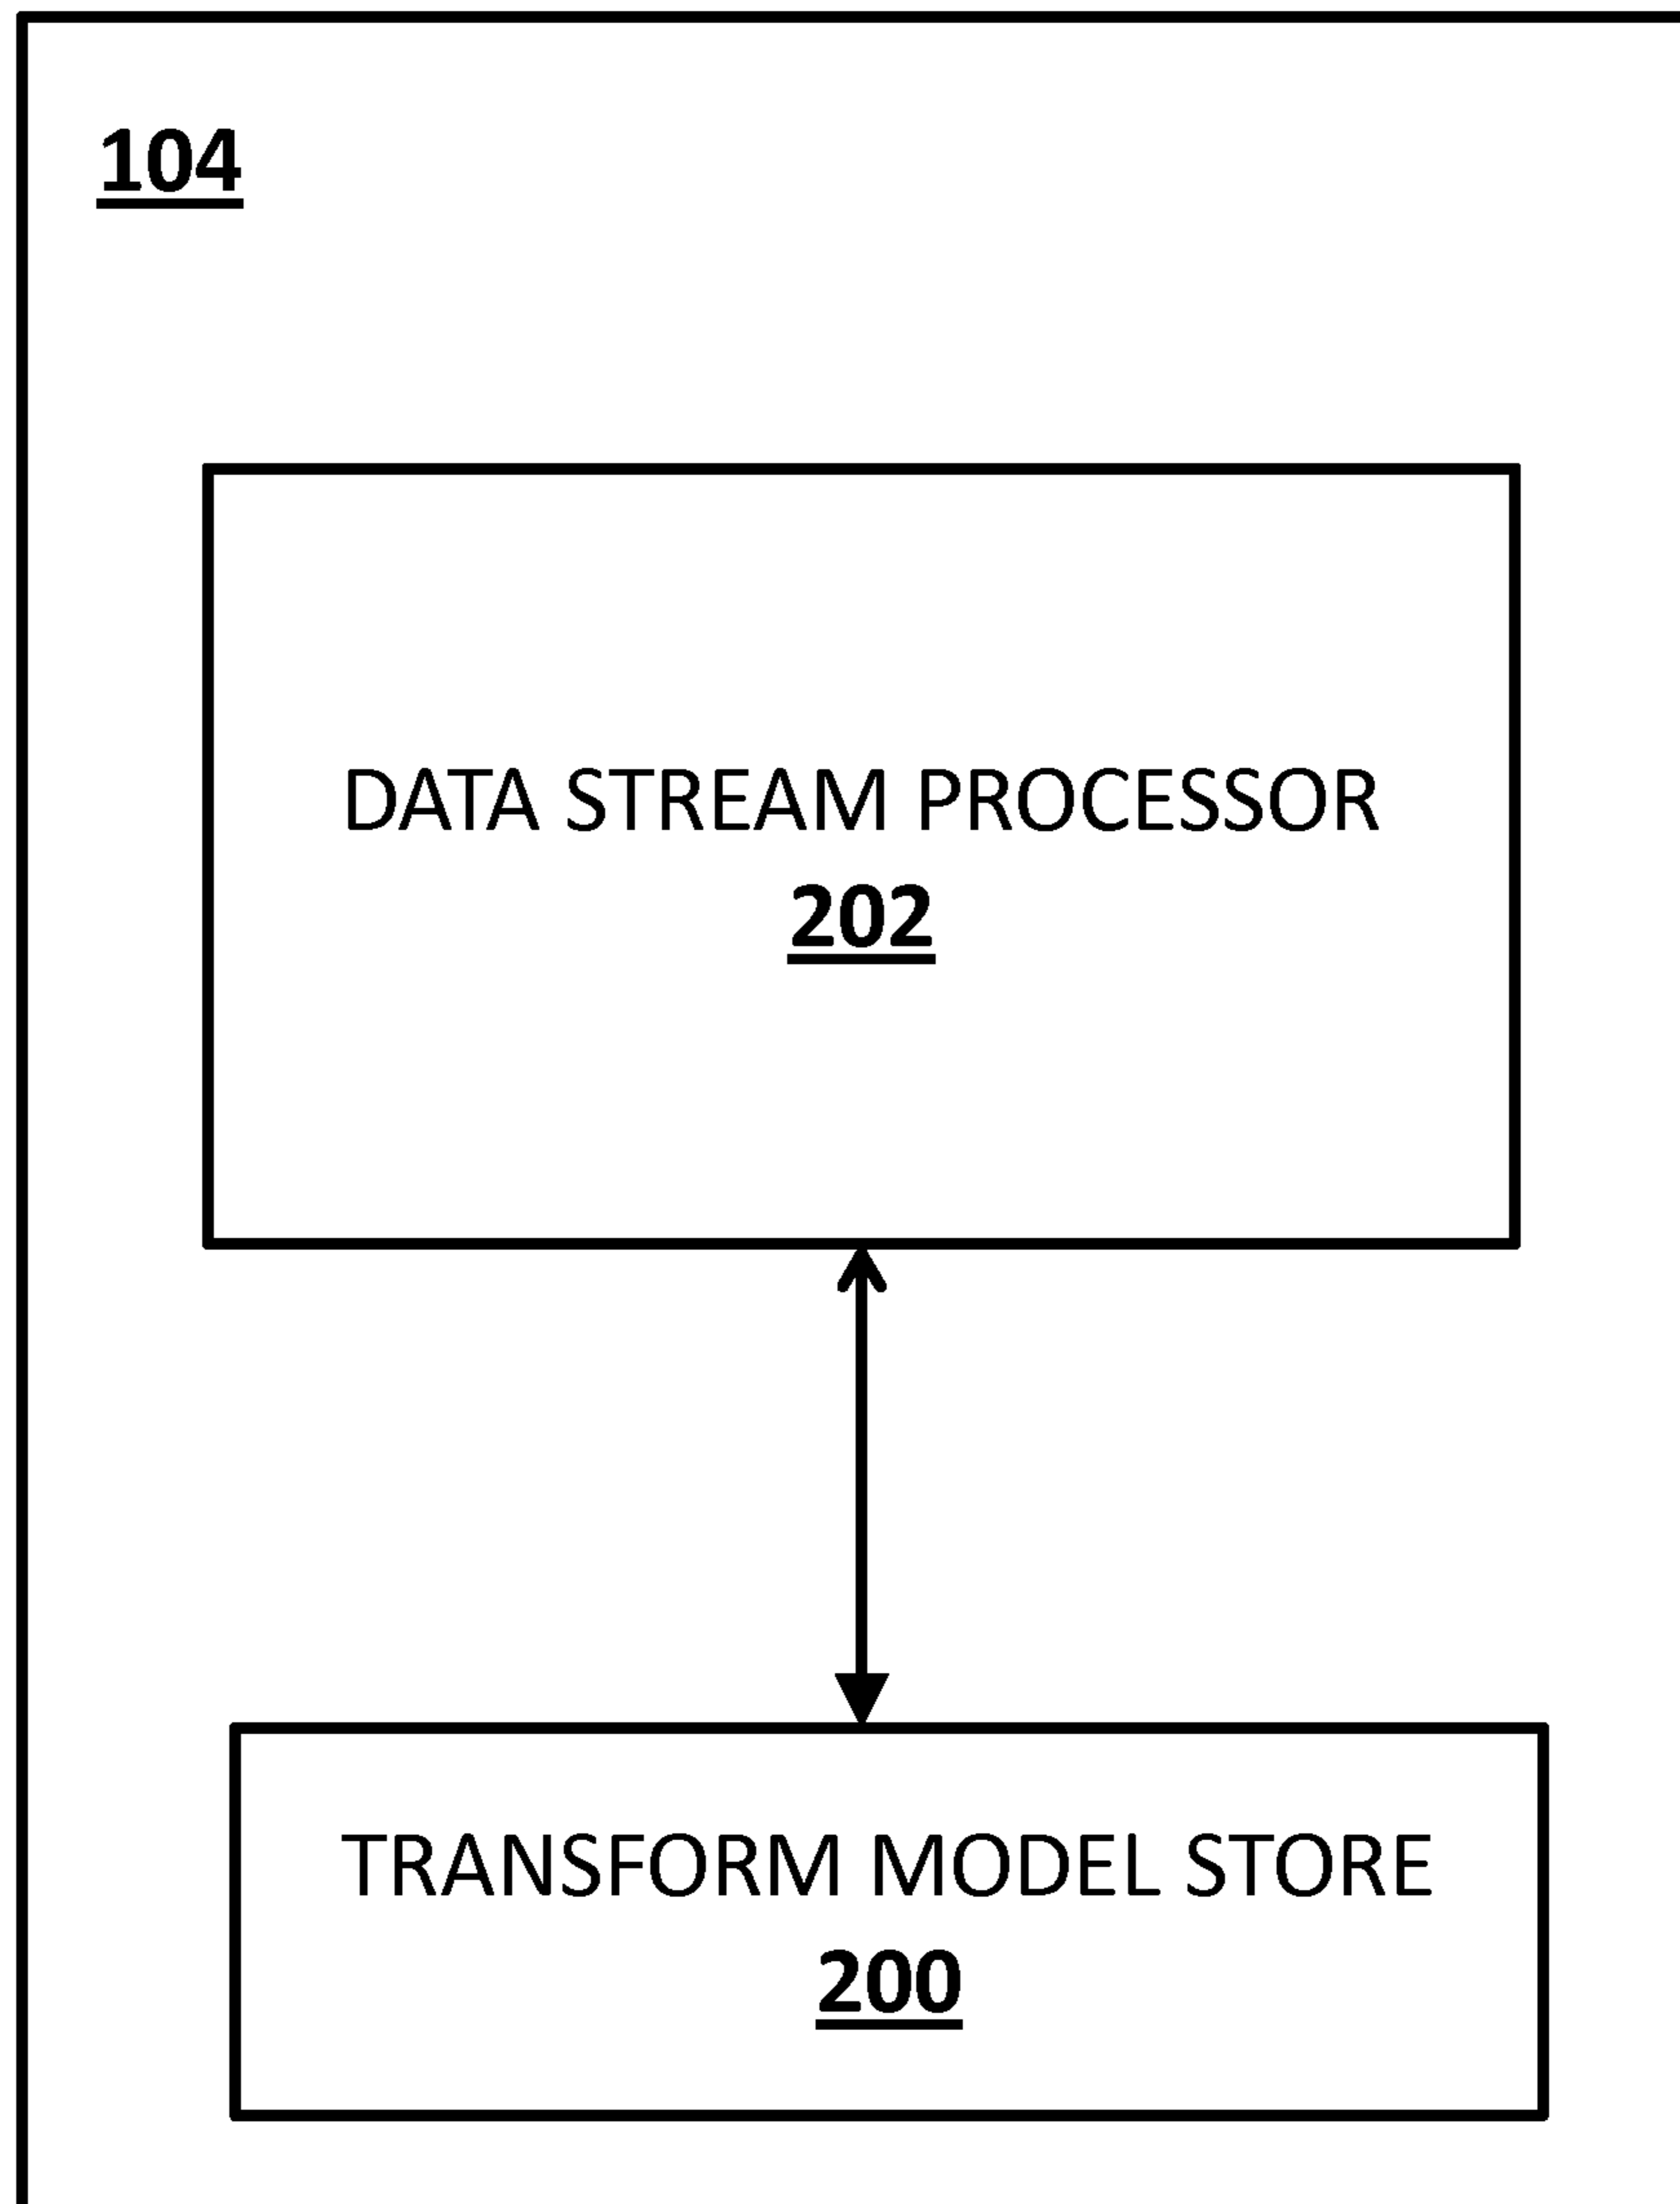 104
DATA STREAM PROCESSOR
202
TRANSFORM MODEL STORE
200